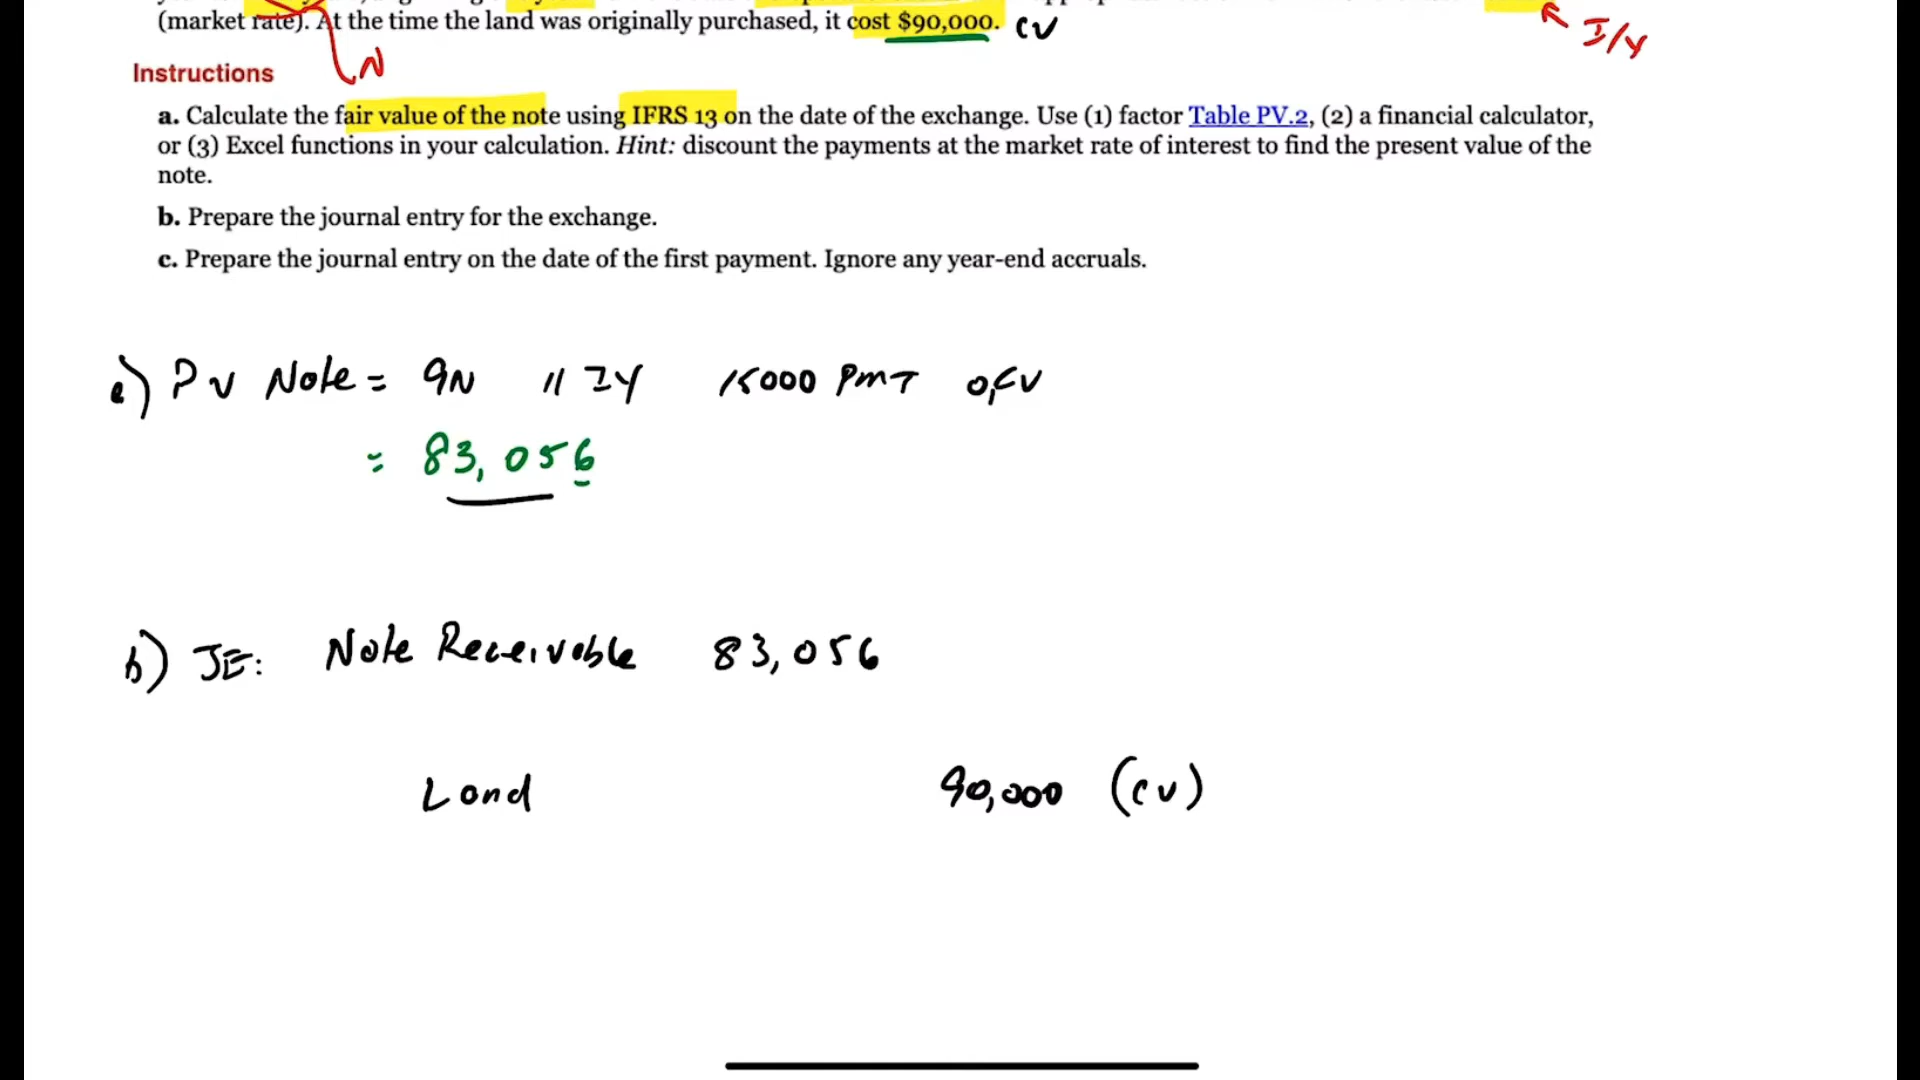 (market rate). At the time the land was originally purchased, it cost $90,000. CV
I/Y
N
Instructions
a. Calculate the fair value of the note using IFRS 13 on the date of the exchange. Use (1) factor Table PV.2, (2) a financial calculator,
or (3) Excel functions in your calculation. Hint: discount the payments at the market rate of interest to find the present value of the
note.
b. Prepare the journal entry for the exchange.
c. Prepare the journal entry on the date of the first payment. Ignore any year-end accruals.
a) PV Note = 9N 11 IY 15000 PMT 0 FV
= 83,056
b) JE: Note Receivable 83,056
Land 90,000 (CV)